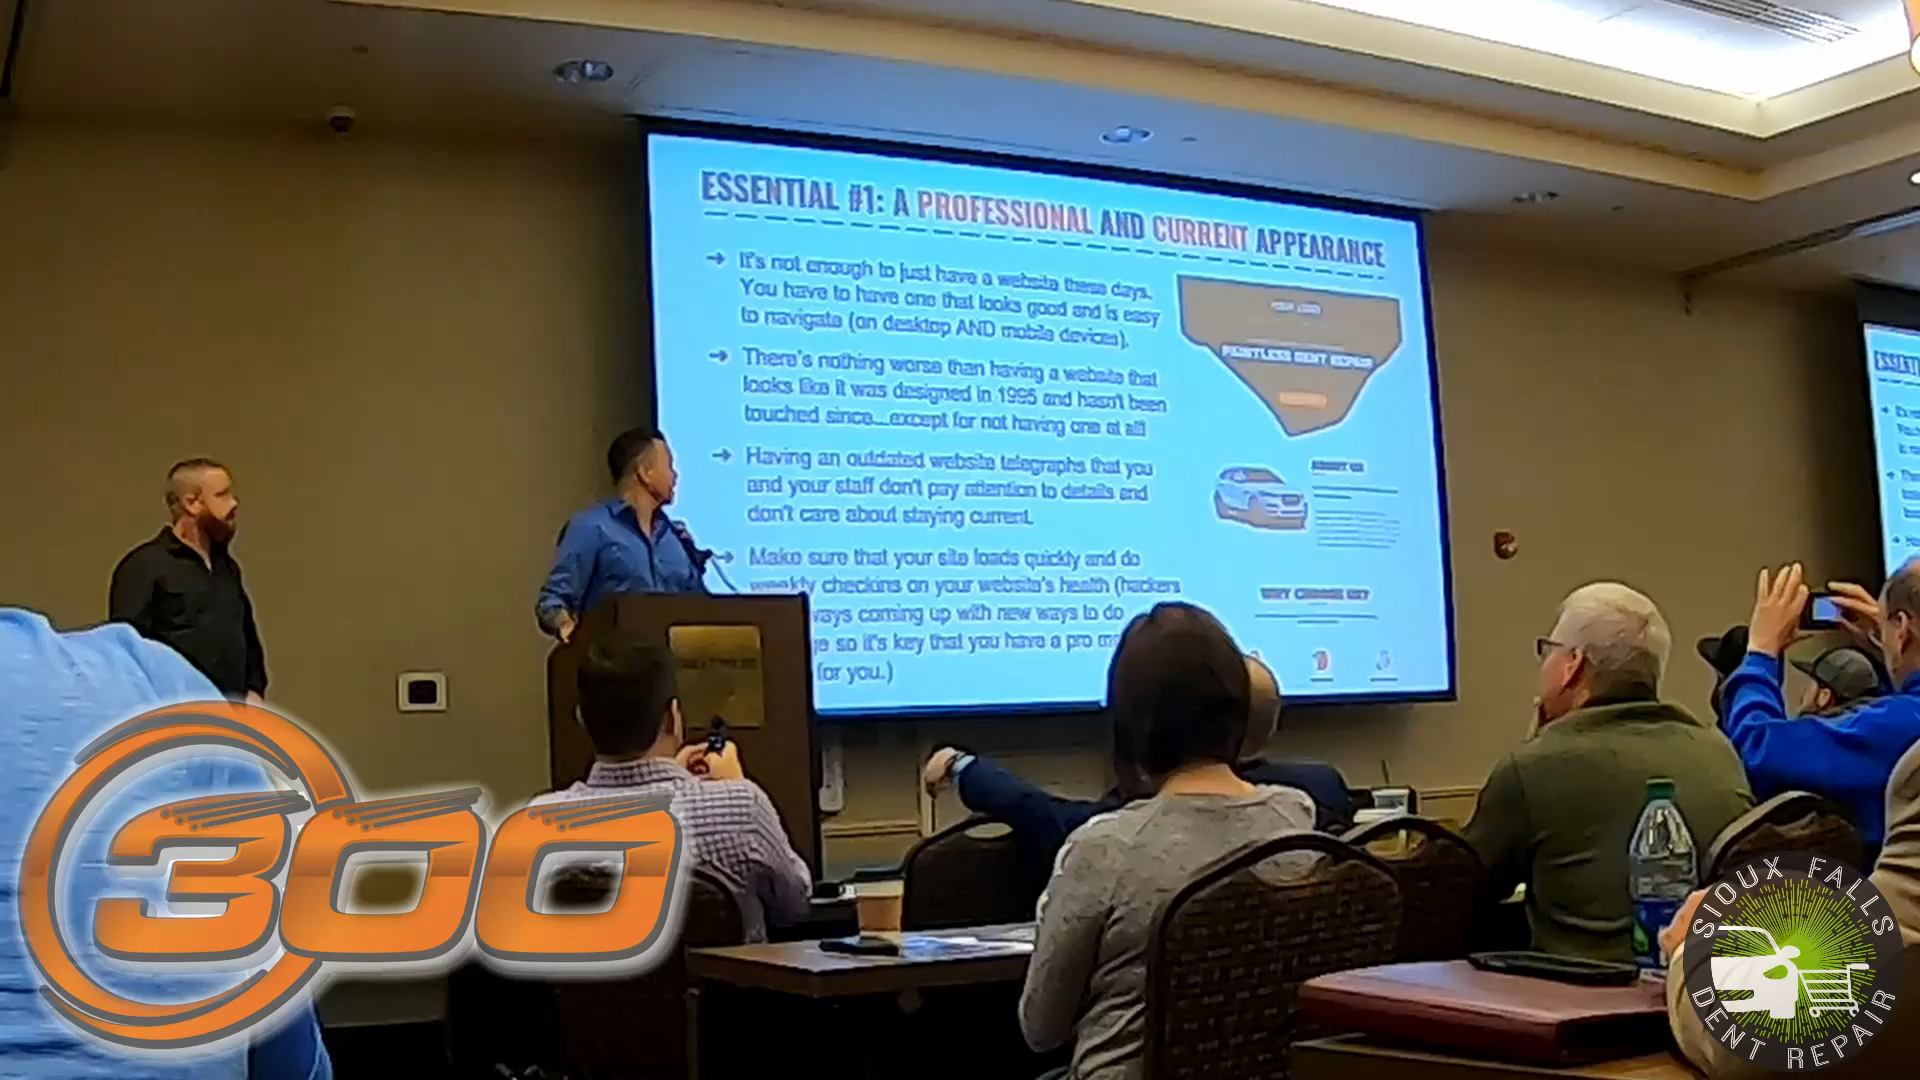 ESSENTIAL #1: A PROFESSIONAL AND CURRENT APPEARANCE
→ It's not enough to just have a website these days.
You have to have one that looks good and is easy
to navigate (on desktop AND mobile devices).
→ There's nothing worse than having a website that
looks like it was designed in 1995 and hasn't been
touched since...except for not having one at all!
→ Having an outdated website telegraphs that you
and your staff don't pay attention to details and
don't care about staying current.
→ Make sure that your site loads quickly and do
weekly checkins on your website's health (hackers
ways coming up with new ways to do
so it's key that you have a pro
for you.)
PAINTLESS DENT REPAIR
ABOUT US
WHY CHOOSE US?
ESSENTI
300
SIOUX FALLS
DENT REPAIR